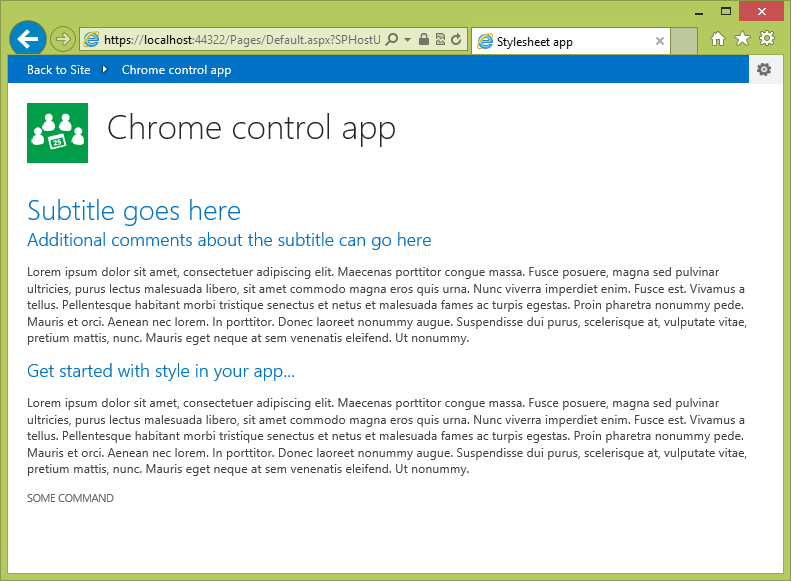 https://localhost:44322/Pages/Default.aspx?SPHostU
Stylesheet app
Back to Site
Chrome control app
25
Chrome control app
Subtitle goes here
Additional comments about the subtitle can go here
Lorem ipsum dolor sit amet, consectetuer adipiscing elit. Maecenas porttitor congue massa. Fusce posuere, magna sed pulvinar
ultricies, purus lectus malesuada libero, sit amet commodo magna eros quis urna. Nunc viverra imperdiet enim. Fusce est. Vivamus a
tellus. Pellentesque habitant morbi tristique senectus et netus et malesuada fames ac turpis egestas. Proin pharetra nonummy pede.
Mauris et orci. Aenean nec lorem. In porttitor. Donec laoreet nonummy augue. Suspendisse dui purus, scelerisque at, vulputate vitae,
pretium mattis, nunc. Mauris eget neque at sem venenatis eleifend. Ut nonummy.
Get started with style in your app...
Lorem ipsum dolor sit amet, consectetuer adipiscing elit. Maecenas porttitor congue massa. Fusce posuere, magna sed pulvinar
ultricies, purus lectus malesuada libero, sit amet commodo magna eros quis urna. Nunc viverra imperdiet enim. Fusce est. Vivamus a
tellus. Pellentesque habitant morbi tristique senectus et netus et malesuada fames ac turpis egestas. Proin pharetra nonummy pede.
Mauris et orci. Aenean nec lorem. In porttitor. Donec laoreet nonummy augue. Suspendisse dui purus, scelerisque at, vulputate vitae,
pretium mattis, nunc. Mauris eget neque at sem venenatis eleifend. Ut nonummy.
SOME COMMAND